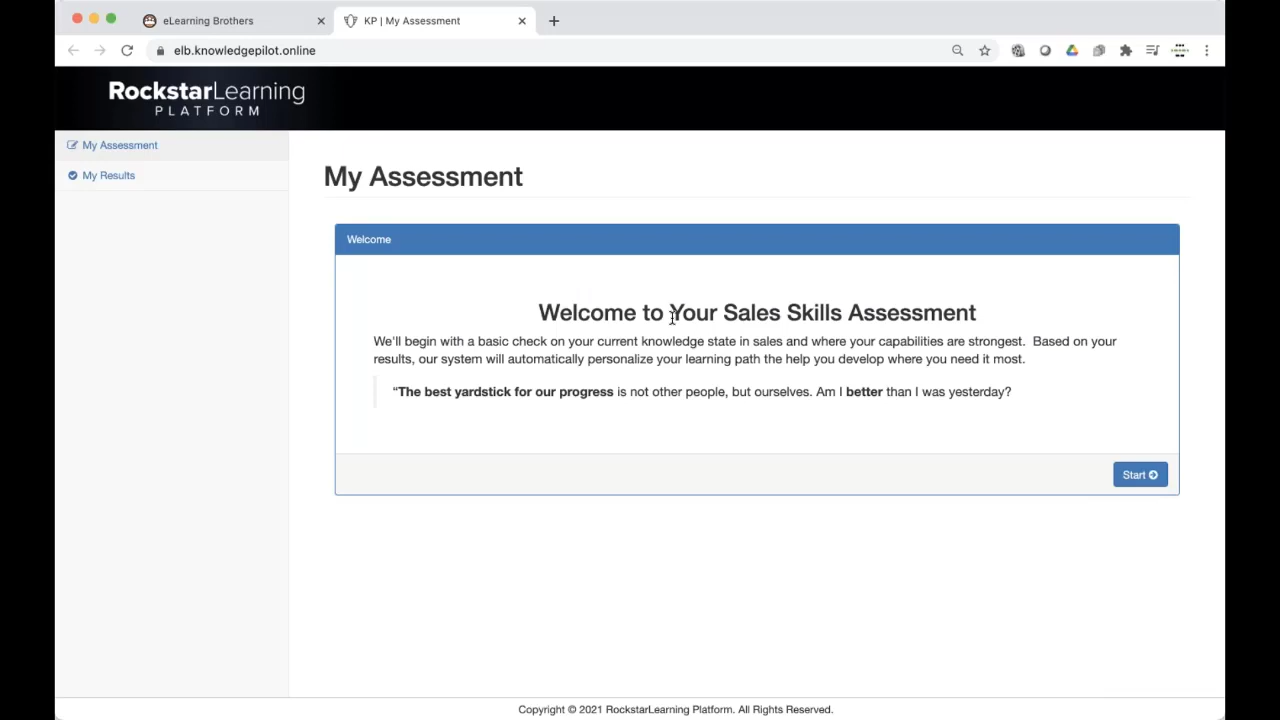 eLearning Brothers
KP | My Assessment
elb.knowledgepilot.online
RockstarLearning
PLATFORM
My Assessment
My Results
My Assessment
Welcome
Welcome to Your Sales Skills Assessment
We'll begin with a basic check on your current knowledge state in sales and where your capabilities are strongest. Based on your
results, our system will automatically personalize your learning path the help you develop where you need it most.
“The best yardstick for our progress is not other people, but ourselves. Am I better than I was yesterday?
Start
Copyright © 2021 RockstarLearning Platform. All Rights Reserved.